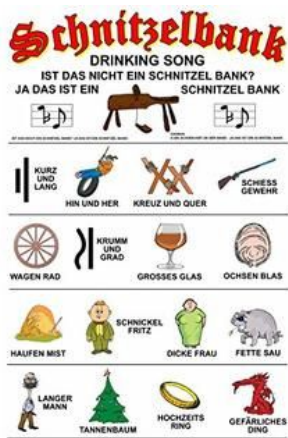 Schnitzelbank
DRINKING SONG
IST DAS NICHT EIN SCHNITZEL BANK?
JA DAS IST EIN SCHNITZEL BANK
KURZ
UND
LANG
HIN UND HER
KREUZ UND QUER
SCHIESS
GEWEHR
WAGEN RAD
KRUMM
UND
GRAD
GROSSES GLAS
OCHSEN BLAS
HAUFEN MIST
SCHNICKEL
FRITZ
DICKE FRAU
FETTE SAU
LANGER
MANN
TANNENBAUM
HOCHZEITS
RING
GEFÄRLICHES
DING